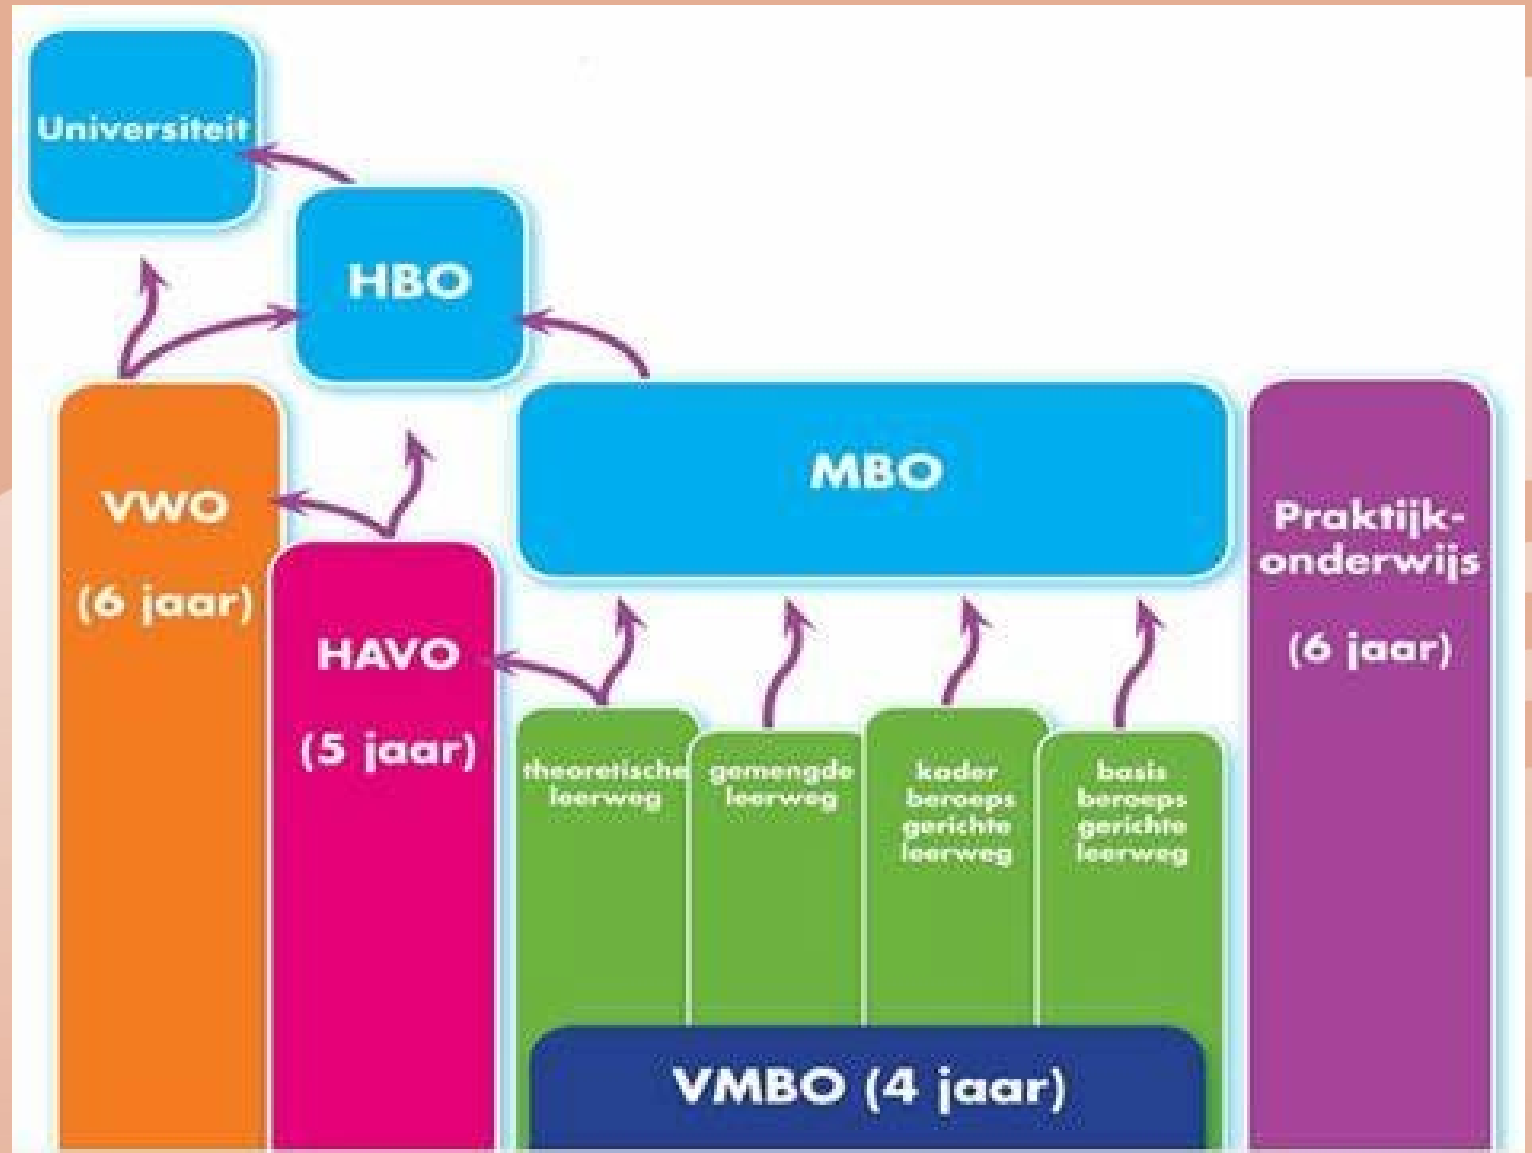 Universiteit
HBO
MBO
VWO
(6 jaar)
Praktijk-
onderwijs
(6 jaar)
HAVO
(5 jaar)
theoretische
leerweg
gemengde
leerweg
kader
beroeps
gerichte
leerweg
basis
beroeps
gerichte
leerweg
VMBO (4 jaar)